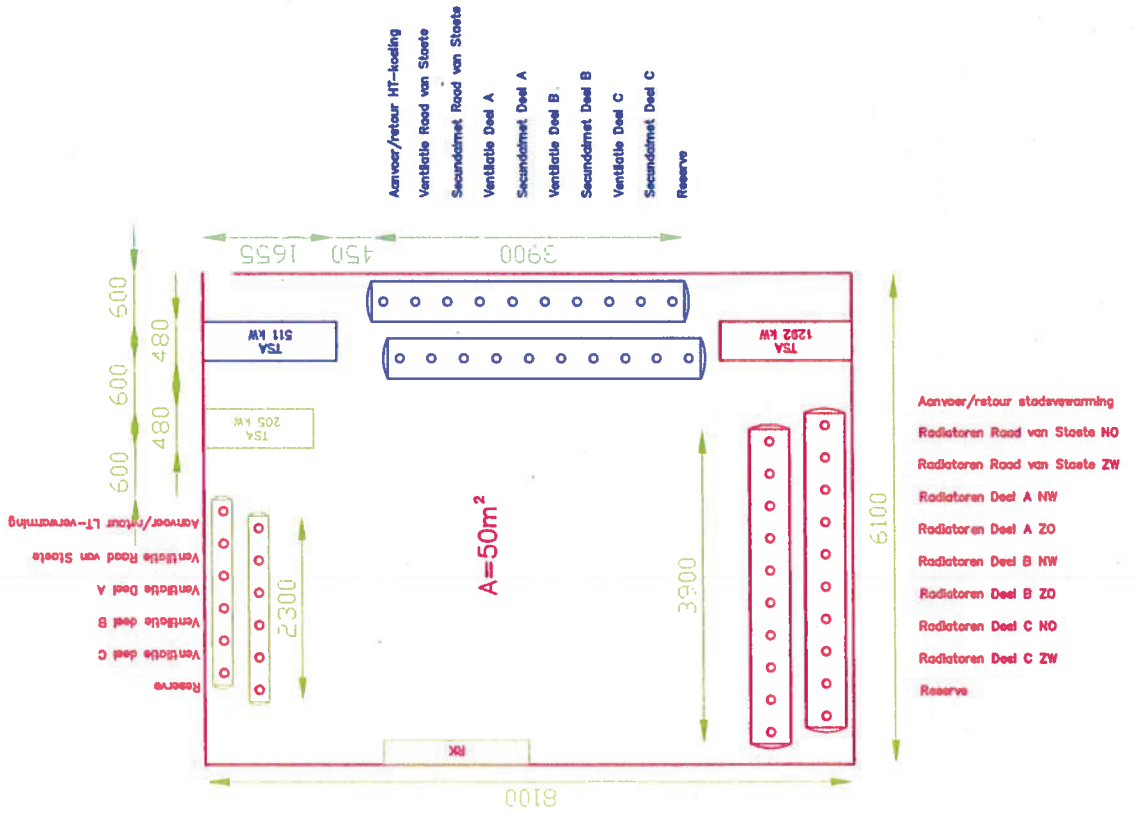 Aanvoer/retour HT-koeling
Ventilatie Raad van Staete
Secundairnet Raad van Staete
Ventilatie Deel A
Secundairnet Deel A
Ventilatie Deel B
Secundairnet Deel B
Ventilatie Deel C
Secundairnet Deel C
Reserve
1655
450
3900
600
480
600
480
600
TSA
511 kW
TSA
205 kW
TSA
1292 kW
Aanvoer/retour LT-verwarming
Ventilatie Raad van Staete
Ventilatie Deel A
Ventilatie deel B
Ventilatie deel C
Reserve
2300
A=50m²
3900
6100
RK
8100
Aanvoer/retour stadsvewarming
Radiatoren Raad van Staete NO
Radiatoren Raad van Staete ZW
Radiatoren Deel A NW
Radiatoren Deel A ZO
Radiatoren Deel B NW
Radiatoren Deel B ZO
Radiatoren Deel C NO
Radiatoren Deel C ZW
Reserve